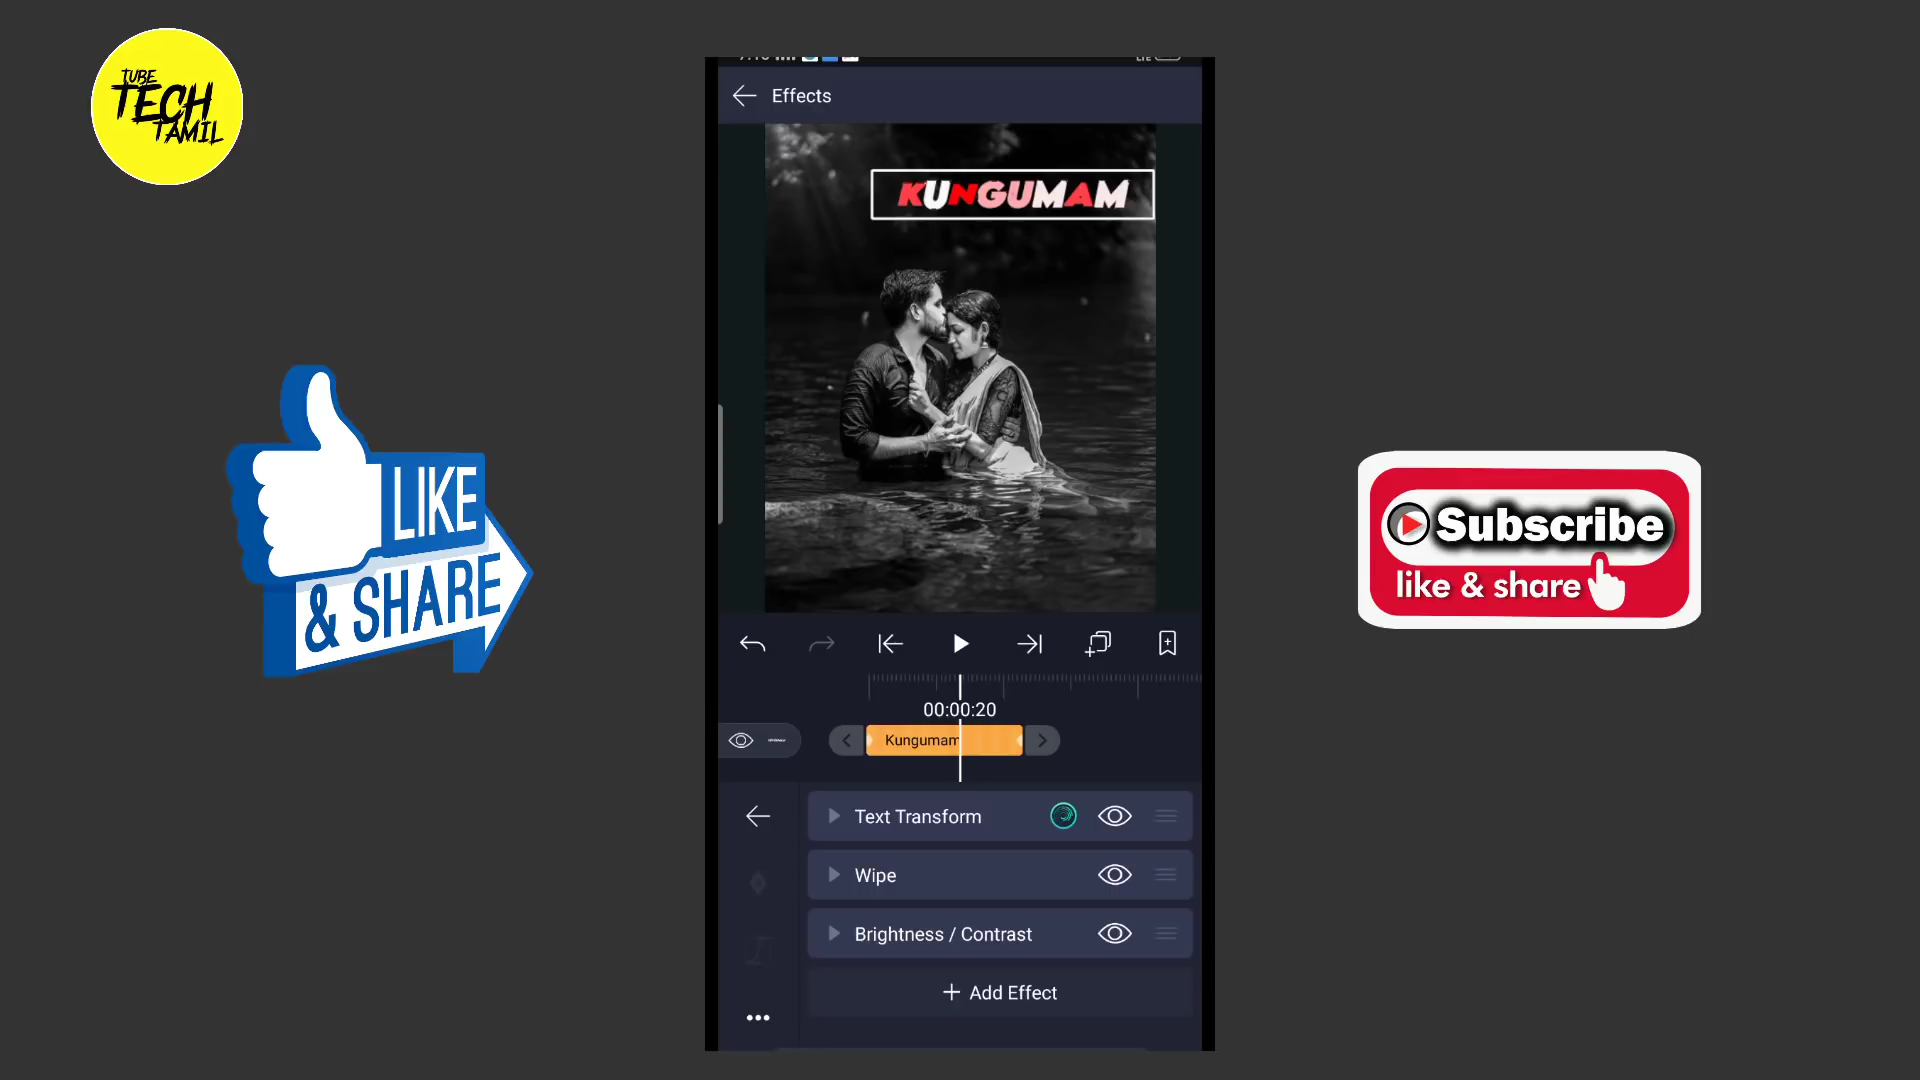 TUBE
TECH
TAMIL
Effects
KUNGUMAM
LIKE
& SHARE
Subscribe
like & share
00:00:20
Kungumam
Text Transform
Wipe
Brightness / Contrast
+ Add Effect